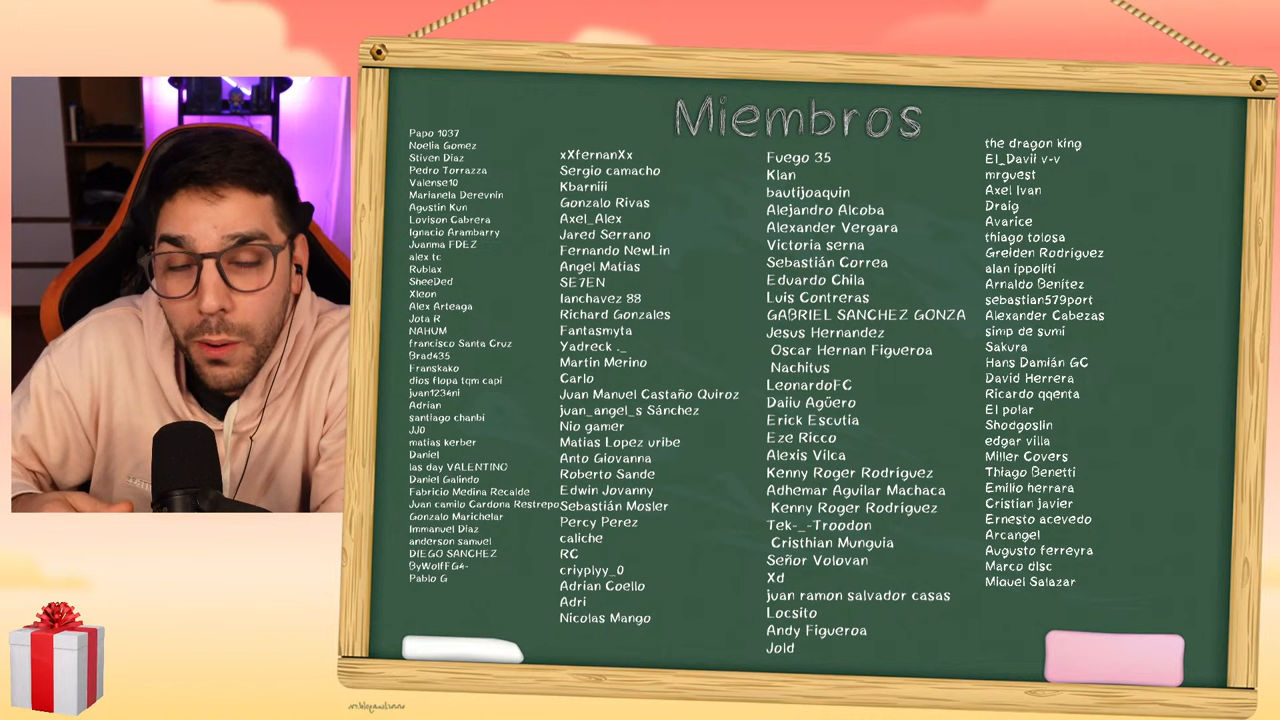 Miembros
Papo 1037
Noelia Gomez
Stiven Diaz
Pedro Torrazza
Valense10
Marianela Derevnin
Agustin Kun
Lovison Cabrera
Ignacio Arambarry
Juanma FDEZ
alex tc
Rublax
SheeDed
Xleon
Alex Arteaga
Jota R
NAHUM
francisco Santa Cruz
Brad435
Franskako
dios flopa tqm capi
juan1234ni
Adrian
santiago chanbi
JJ0
matias kerber
Daniel
las day VALENTINO
Daniel Galindo
Fabricio Medina Recalde
Juan camilo Cardona Restrepo
Gonzalo Marichelar
Immanuel Diaz
anderson samuel
DIEGO SANCHEZ
ByWolfFG4-
Pablo G
xXfernanXx
Sergio camacho
Kbarniii
Gonzalo Rivas
Axel_Alex
Jared Serrano
Fernando NewLin
Angel Matias
SE7EN
Ianchavez 88
Richard Gonzales
Fantasmyta
Yadreck ._
Martin Merino
Carlo
Juan Manuel Castaño Quiroz
juan_angel_s Sánchez
Nio gamer
Matias Lopez uribe
Anto Giovanna
Roberto Sande
Edwin Jovanny
Sebastián Mosler
Percy Perez
caliche
RC
criyplyy_0
Adrian Coello
Adri
Nicolas Mango
Fuego 35
Klan
bautijoaquin
Alejandro Alcoba
Alexander Vergara
Victoria serna
Sebastián Correa
Eduardo Chila
Luis Contreras
GABRIEL SANCHEZ GONZA
Jesus Hernandez
Oscar Hernan Figueroa
Nachitus
LeonardoFC
Daiiu Agüero
Erick Escutia
Eze Ricco
Alexis Vilca
Kenny Roger Rodriguez
Adhemar Aguilar Machaca
Kenny Roger Rodriguez
Tek-_-Troodon
Cristhian Munguia
Señor Volovan
Xd
juan ramon salvador casas
Locsito
Andy Figueroa
Jold
the dragon king
El_Davii v-v
mrguest
Axel Ivan
Draig
Avarice
thiago tolosa
Greiden Rodriguez
alan ippoliti
Arnaldo Benítez
sebastian579port
Alexander Cabezas
simp de sumi
Sakura
Hans Damián GC
David Herrera
Ricardo qqenta
El polar
Shodgoslin
edgar villa
Miller Covers
Thiago Benetti
Emilio herrara
Cristian javier
Ernesto acevedo
Arcangel
Augusto ferreyra
Marco disc
Miguel Salazar